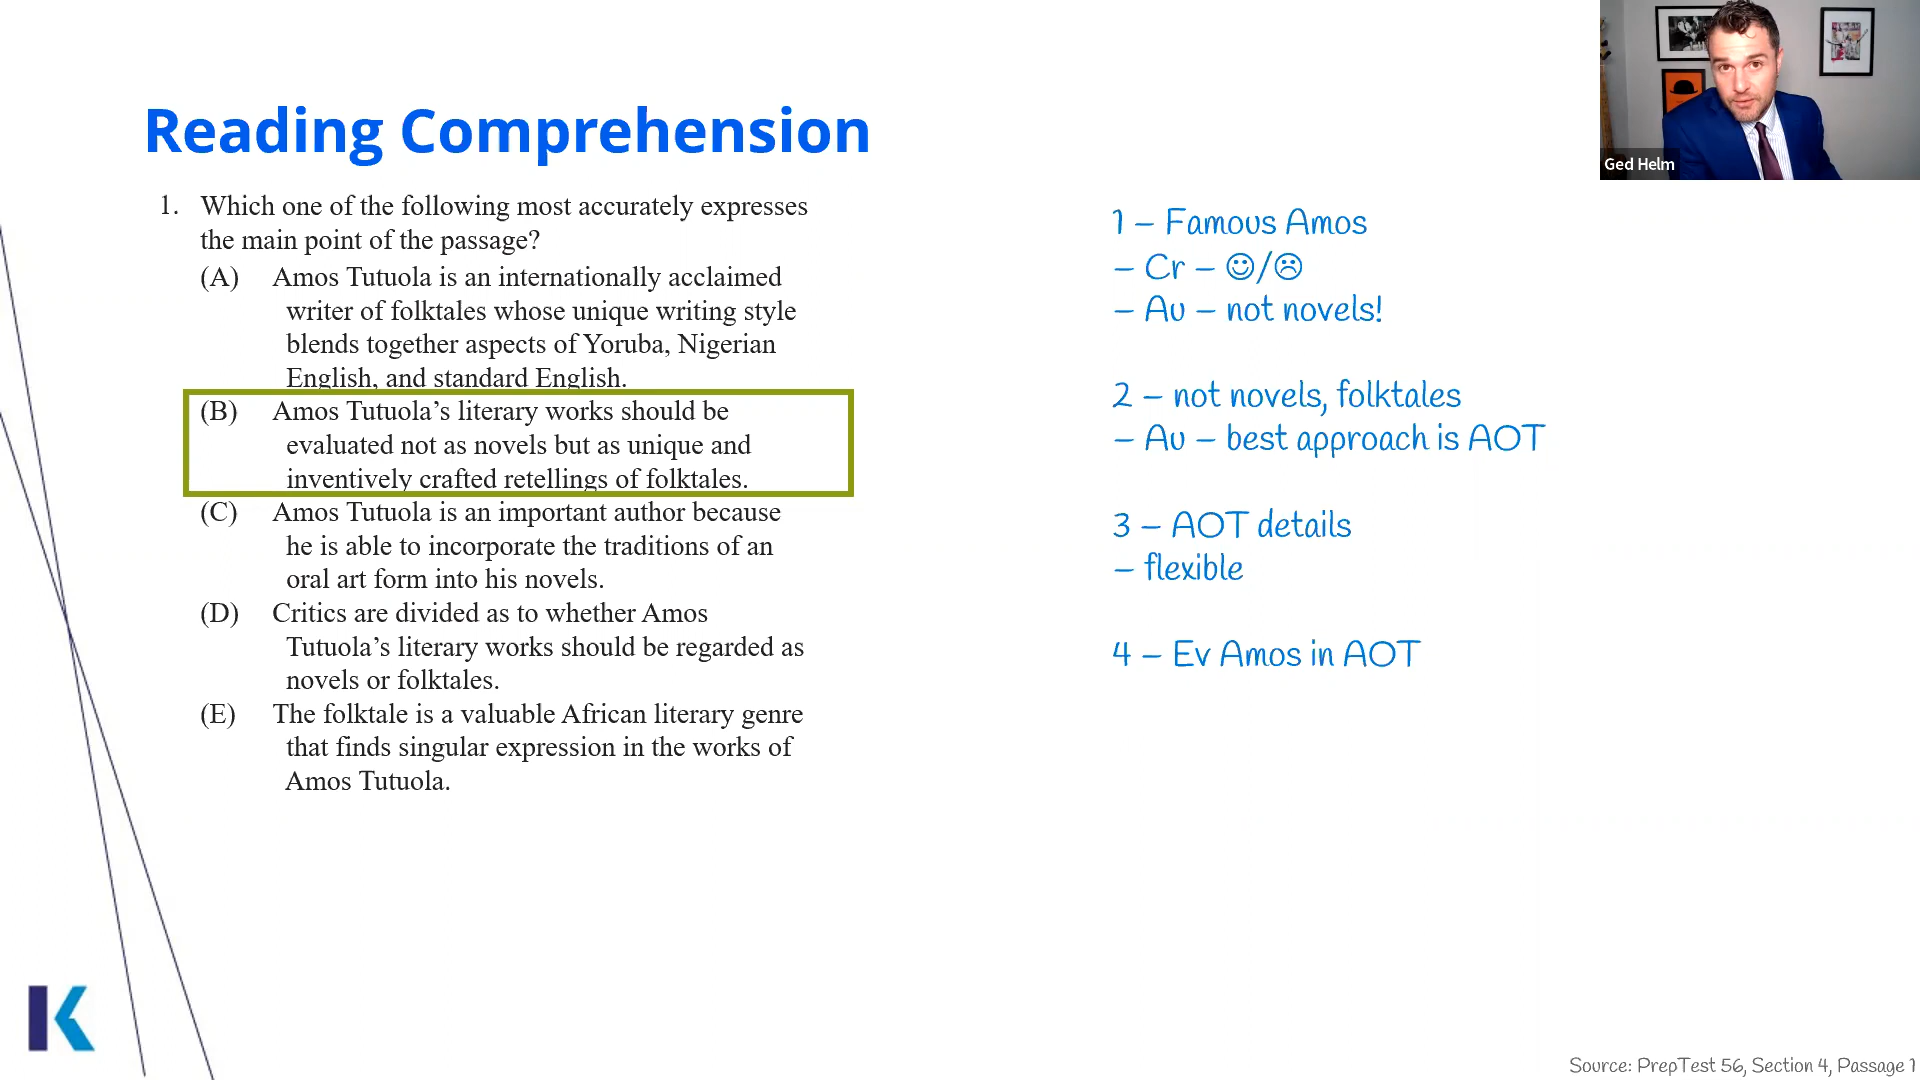 Reading Comprehension
1. Which one of the following most accurately expresses
the main point of the passage?
(A) Amos Tutuola is an internationally acclaimed
writer of folktales whose unique writing style
blends together aspects of Yoruba, Nigerian
English, and standard English.
(B) Amos Tutuola’s literary works should be
evaluated not as novels but as unique and
inventively crafted retellings of folktales.
(C) Amos Tutuola is an important author because
he is able to incorporate the traditions of an
oral art form into his novels.
(D) Critics are divided as to whether Amos
Tutuola’s literary works should be regarded as
novels or folktales.
(E) The folktale is a valuable African literary genre
that finds singular expression in the works of
Amos Tutuola.
1 – Famous Amos
– Cr – ☺/☹
– Au – not novels!
2 – not novels, folktales
– Au – best approach is AOT
3 – AOT details
– flexible
4 – Ev Amos in AOT
Ged Helm
K
Source: PrepTest 56, Section 4, Passage 1